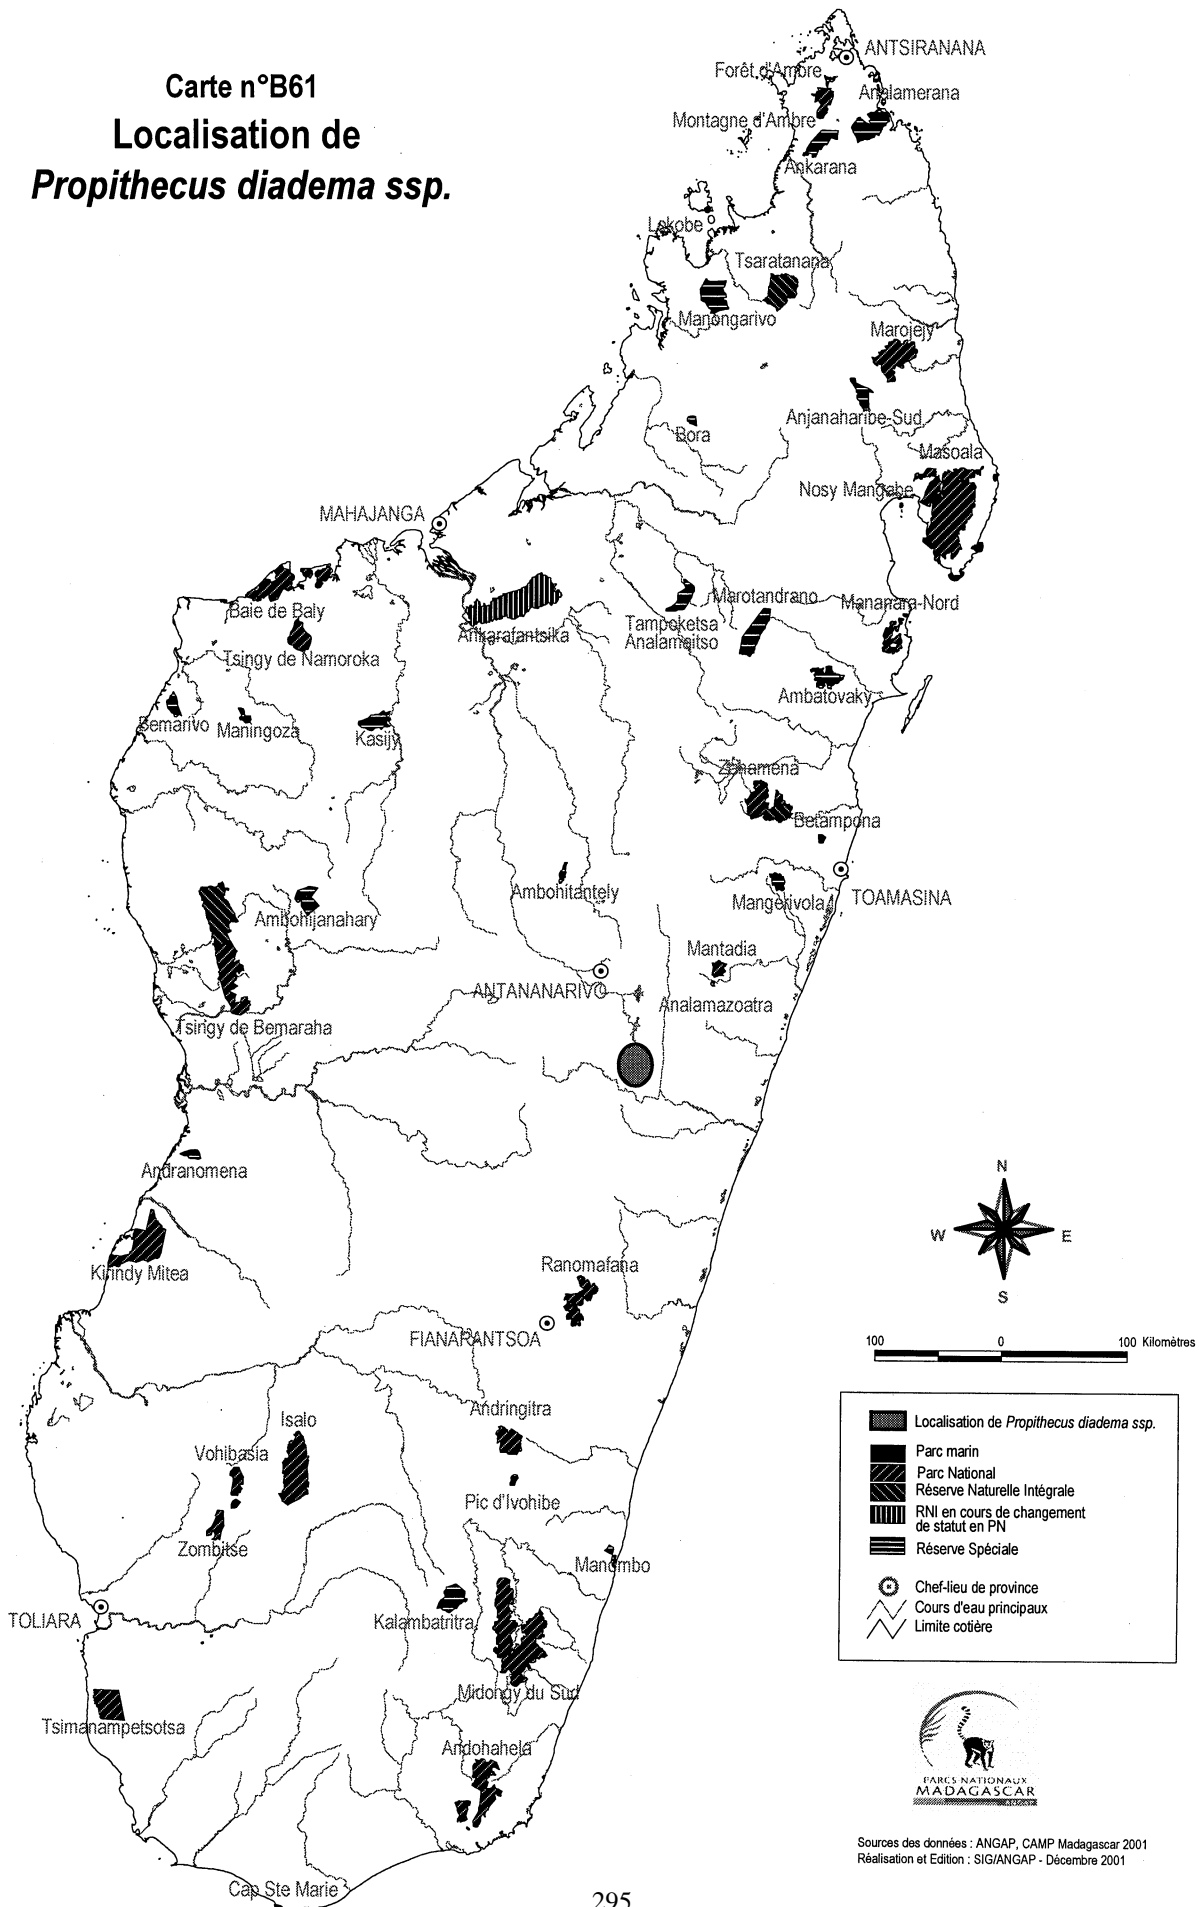 Carte n°B61
Localisation de
Propithecus diadema ssp.
ANTSIRANANA
Forêt d'Ambre
Analamerana
Montagne d'Ambre
Ankarana
Lokobe
Tsaratanana
Manongarivo
Marojejy
Anjanaharibe-Sud
Bora
Masoala
Nosy Mangabe
MAHAJANGA
Baie de Baly
Ankarafantsika
Marotandrano
Mananara-Nord
Tampoketsa
Analamaitso
Tsingy de Namoroka
Ambatovaky
Bemarivo
Maningoza
Kasijy
Zahamena
Betampona
Ambohitantely
Mangerivola
TOAMASINA
Ambohijanahary
Mantadia
ANTANANARIVO
Analamazoatra
Tsingy de Bemaraha
Andranomena
N
W
E
S
Kirindy Mitea
Ranomafana
FIANARANTSOA
100 0 100 Kilomètres
Andringitra
Isalo
Vohibasia
Pic d'Ivohibe
Zombitse
Manombo
TOLIARA
Kalambatritra
Midongy du Sud
Tsimanampetsotsa
Andohahela
Cap Ste Marie
Localisation de Propithecus diadema ssp.
Parc marin
Parc National
Réserve Naturelle Intégrale
RNI en cours de changement
de statut en PN
Réserve Spéciale
Chef-lieu de province
Cours d'eau principaux
Limite cotière
PARCS NATIONAUX
MADAGASCAR
ANGAP
Sources des données : ANGAP, CAMP Madagascar 2001
Réalisation et Edition : SIG/ANGAP - Décembre 2001
295